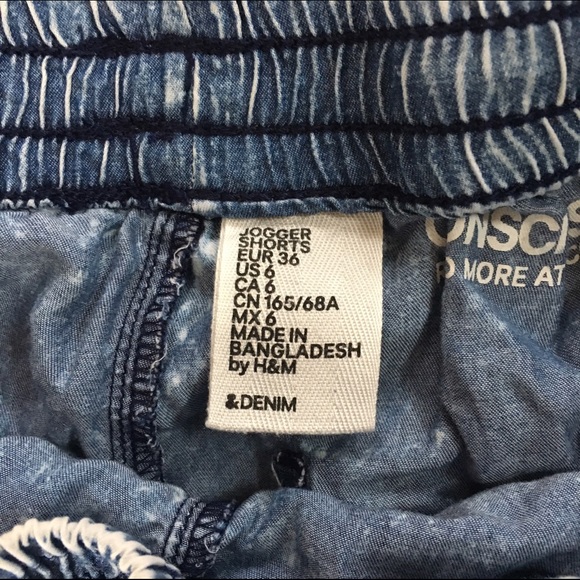 JOGGER
SHORTS
EUR 36
US 6
CA 6
CN 165/68A
MX 6
MADE IN
BANGLADESH
by H&M
&DENIM
MORE AT